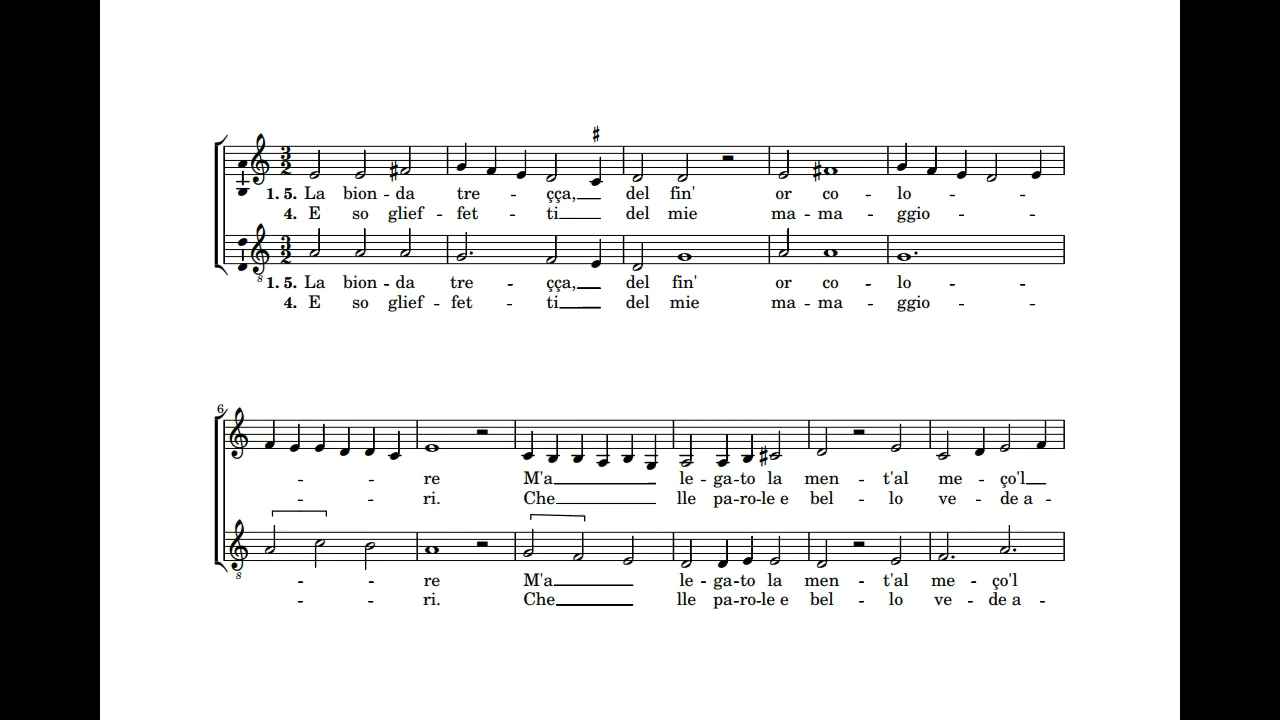 1. 5. La bion - da tre - çça, del fin' or co - lo - - -
4. E so glief - fet - ti del mie ma - ma - ggio - -
8
1. 5. La bion - da tre - çça, del fin' or co - lo - -
4. E so glief - fet - ti del mie ma - ma - ggio - -
6
- - re M'a le - ga - to la men - t'al me - ço'l
- - ri. Che lle pa - ro - le e bel - lo ve - de a -
8
- - re M'a le - ga - to la men - t'al me - ço'l
- - ri. Che lle pa - ro - le e bel - lo ve - de a -